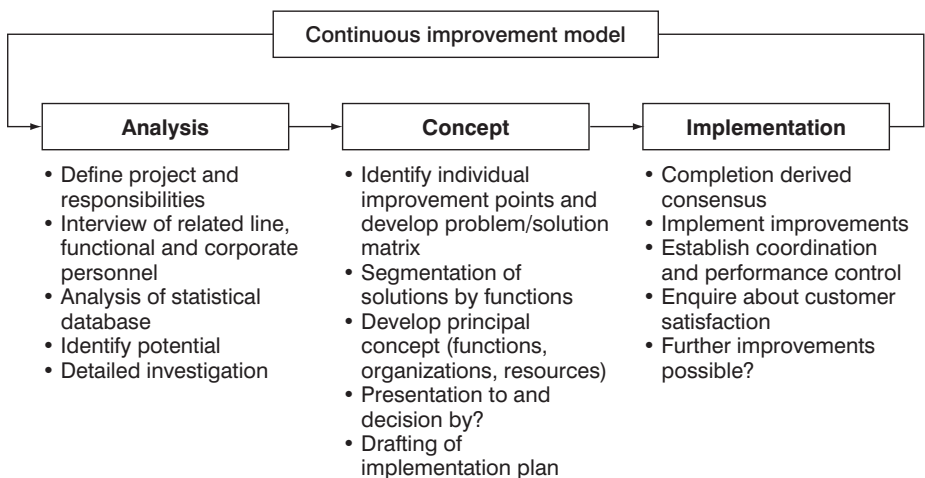 Continuous improvement model
Analysis
• Define project and
responsibilities
• Interview of related line,
functional and corporate
personnel
• Analysis of statistical
database
• Identify potential
• Detailed investigation
Concept
• Identify individual
improvement points and
develop problem/solution
matrix
• Segmentation of
solutions by functions
• Develop principal
concept (functions,
organizations, resources)
• Presentation to and
decision by?
• Drafting of
implementation plan
Implementation
• Completion derived
consensus
• Implement improvements
• Establish coordination
and performance control
• Enquire about customer
satisfaction
• Further improvements
possible?